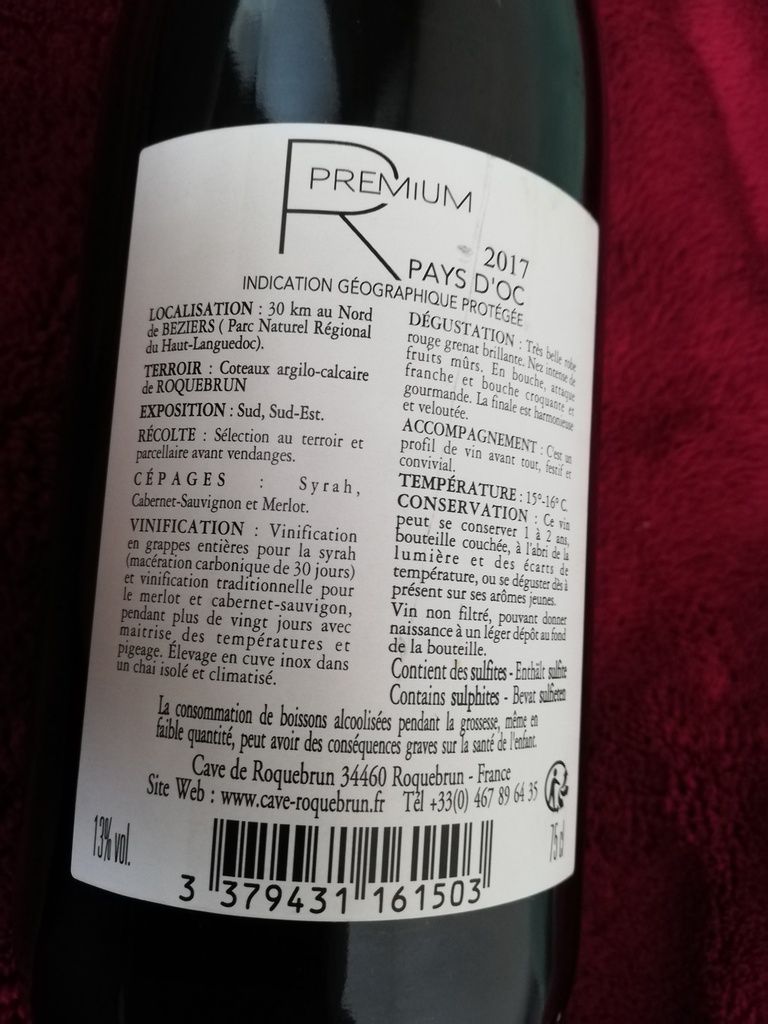 R PREMIUM
2017
PAYS D'OC
INDICATION GÉOGRAPHIQUE PROTÉGÉE
LOCALISATION : 30 km au Nord
de BEZIERS ( Parc Naturel Régional
du Haut-Languedoc).
TERROIR : Coteaux argilo-calcaire
de ROQUEBRUN
EXPOSITION : Sud, Sud-Est.
RÉCOLTE : Sélection au terroir et
parcellaire avant vendanges.
CÉPAGES : Syrah,
Cabernet-Sauvignon et Merlot.
VINIFICATION : Vinification
en grappes entières pour la syrah
(macération carbonique de 30 jours)
et vinification traditionnelle pour
le merlot et cabernet-sauvigon,
pendant plus de vingt jours avec
maitrise des températures et
pigeage. Élevage en cuve inox dans
un chai isolé et climatisé.
DÉGUSTATION : Très belle robe
rouge grenat brillante. Nez intense de
fruits mûrs. En bouche, attaque
franche et bouche croquante et
gourmande. La finale est harmonieuse
et veloutée.
ACCOMPAGNEMENT : C'est un
profil de vin avant tout, festif et
convivial.
TEMPÉRATURE : 15°-16° C.
CONSERVATION : Ce vin
peut se conserver 1 à 2 ans,
bouteille couchée, à l'abri de la
lumière et des écarts de
température, ou se déguster dès à
présent sur ses arômes jeunes.
Vin non filtré, pouvant donner
naissance à un léger dépôt au fond
de la bouteille.
Contient des sulfites - Enthält sulfite
Contains sulphites - Bevat sulfieten
La consommation de boissons alcoolisées pendant la grossesse, même en
faible quantité, peut avoir des conséquences graves sur la santé de l'enfant.
Cave de Roquebrun 34460 Roquebrun - France
Site Web : www.cave-roquebrun.fr Tél +33(0) 467 89 64 35
13% vol.
75 cl
3 379431 161503